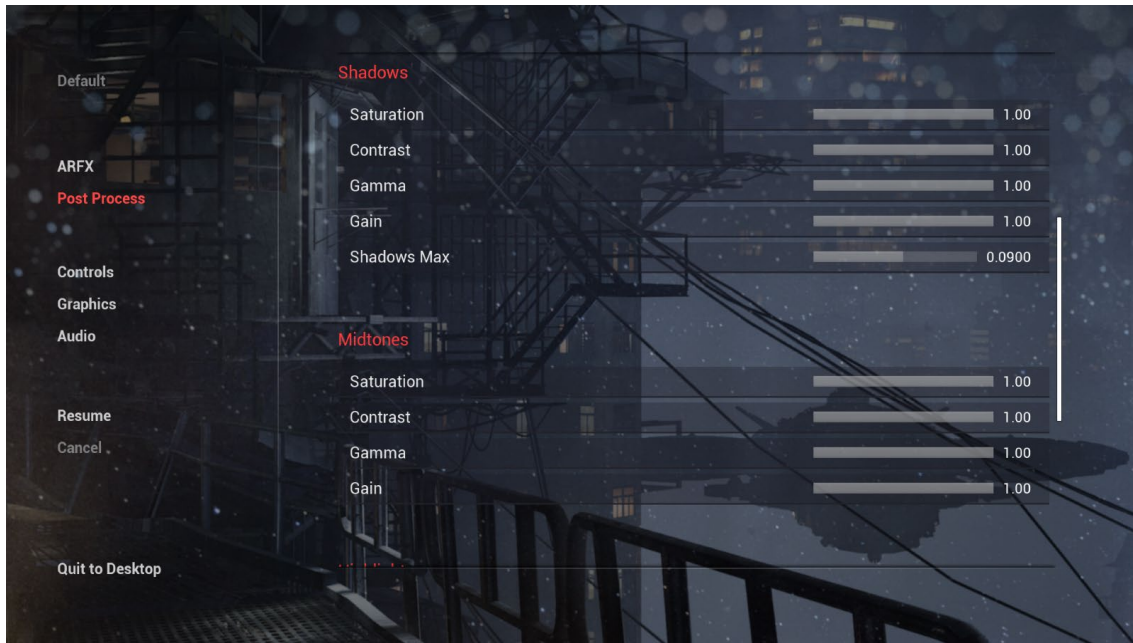 Default
ARFX
Post Process
Controls
Graphics
Audio
Resume
Cancel
Quit to Desktop
Shadows
Saturation 1.00
Contrast 1.00
Gamma 1.00
Gain 1.00
Shadows Max 0.0900
Midtones
Saturation 1.00
Contrast 1.00
Gamma 1.00
Gain 1.00